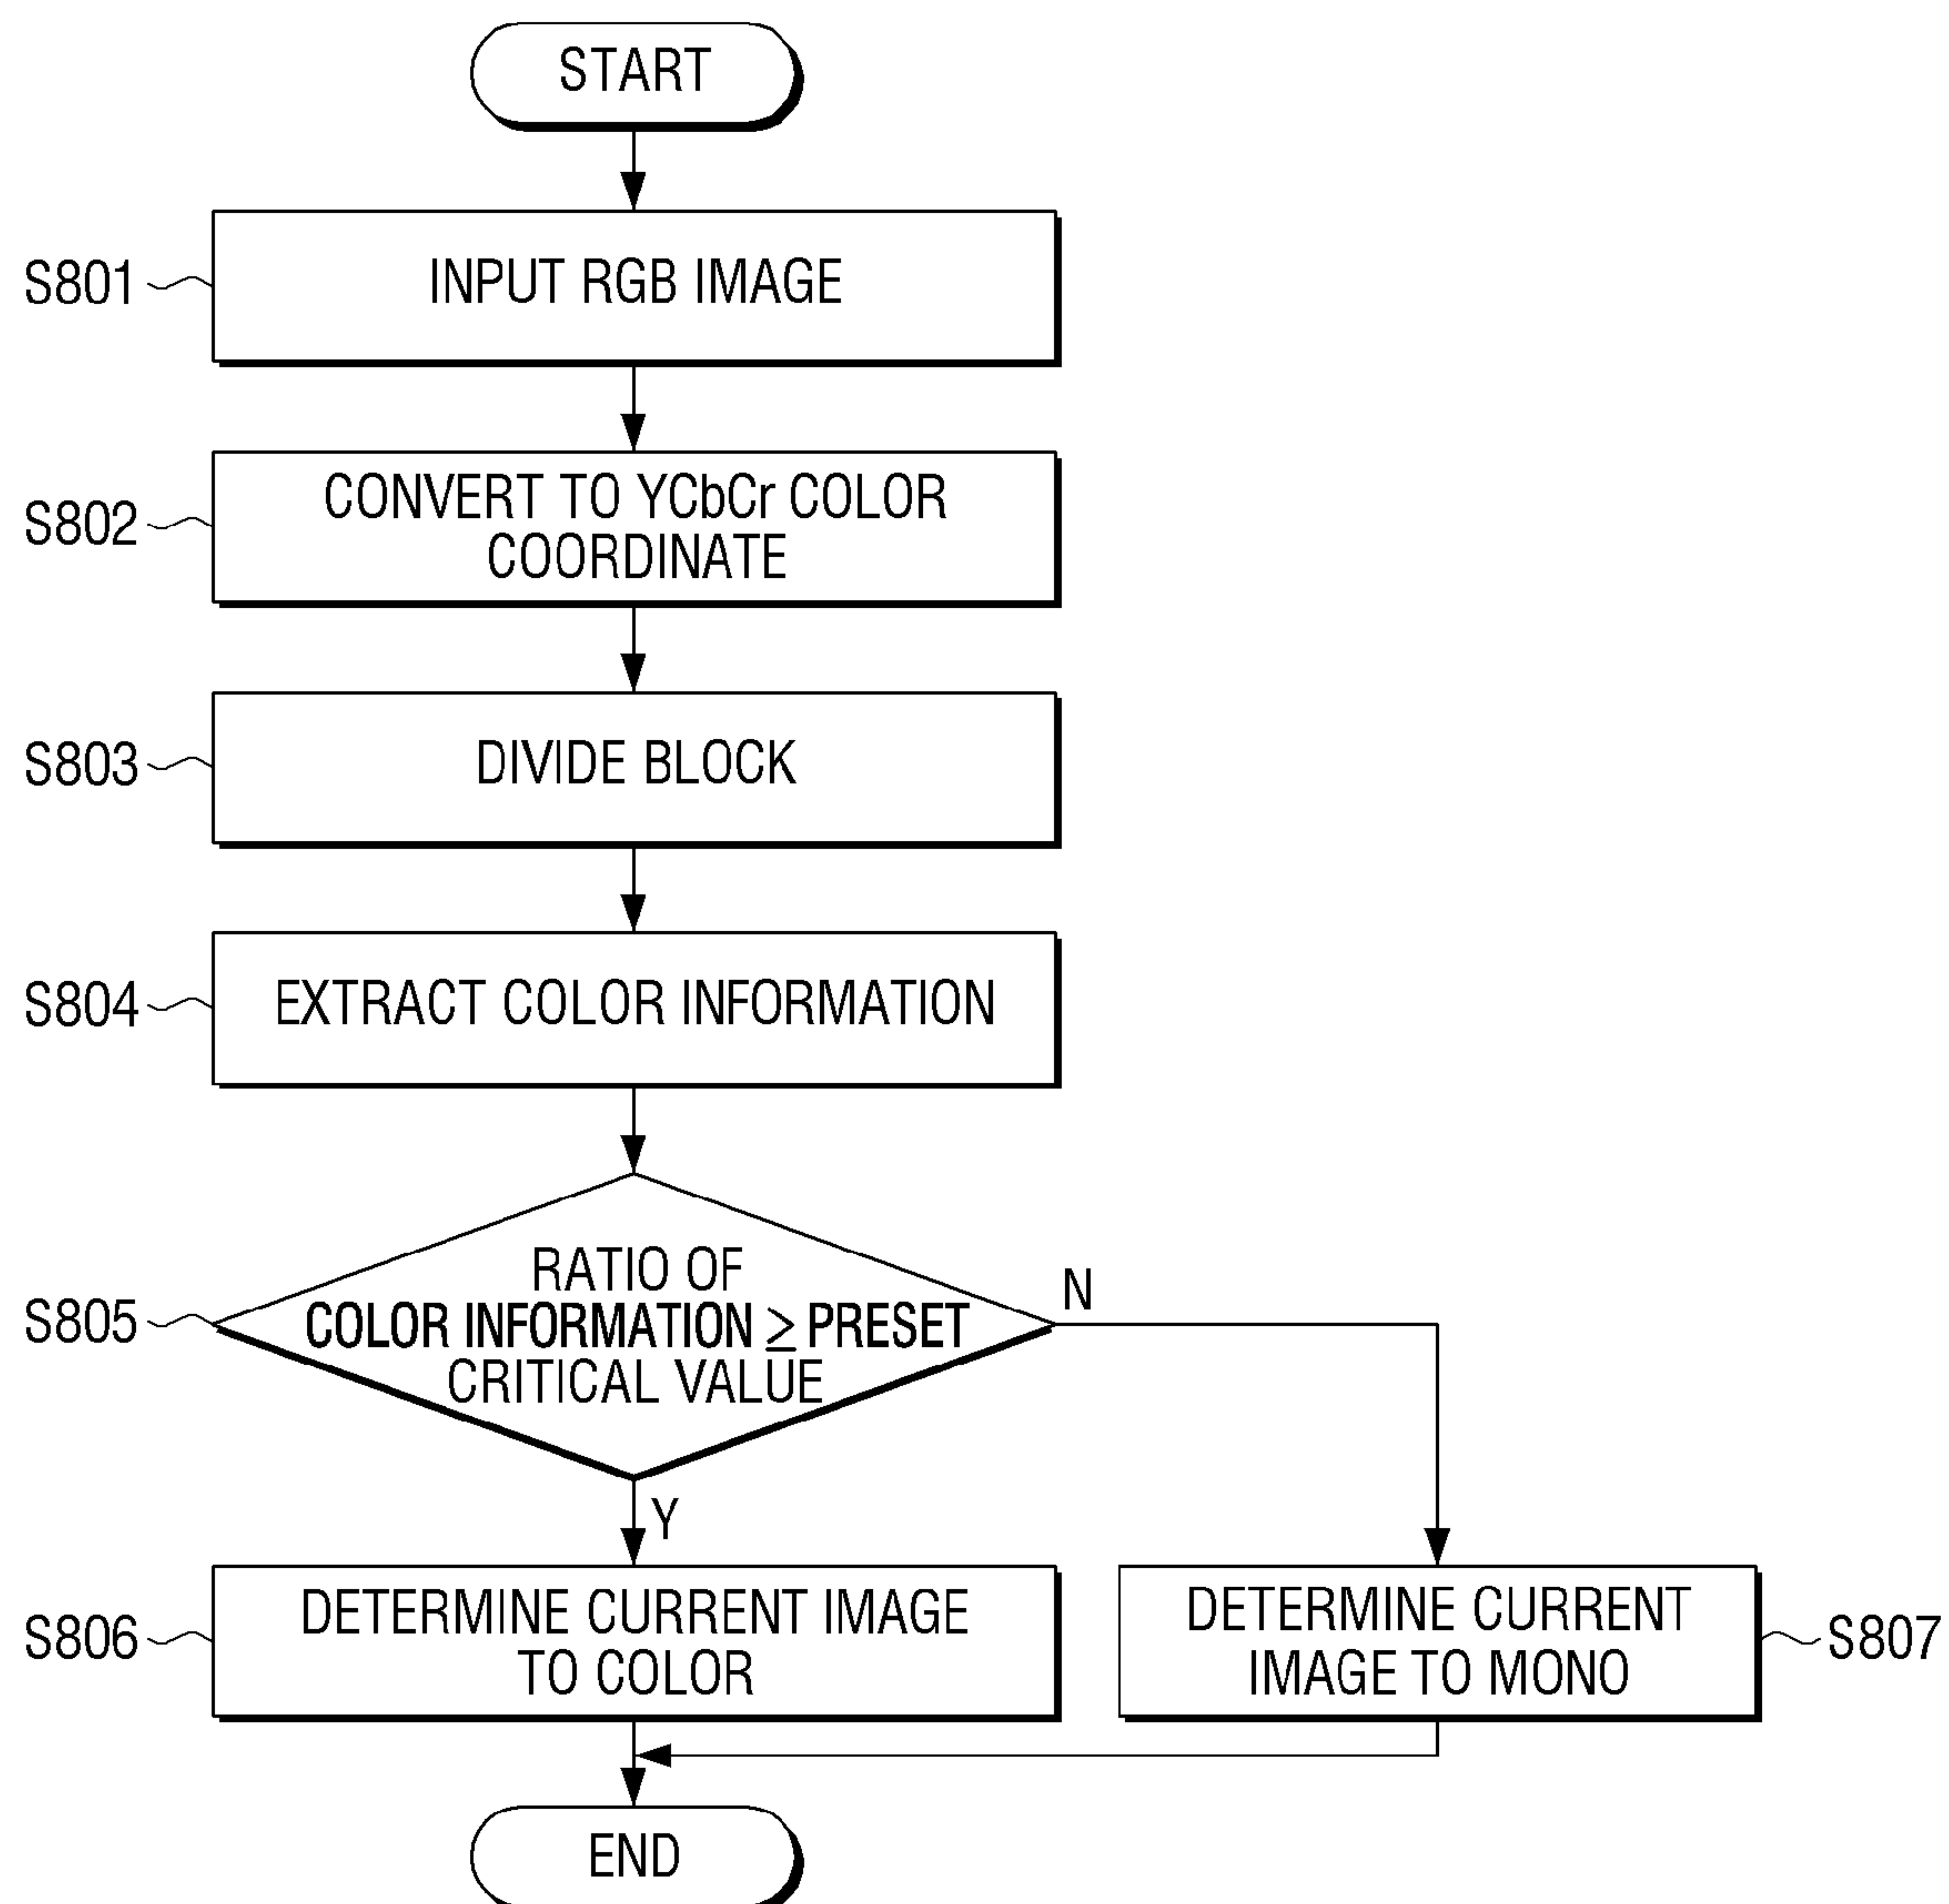 START
S801
INPUT RGB IMAGE
S802
CONVERT TO YCbCr COLOR
COORDINATE
S803
DIVIDE BLOCK
S804
EXTRACT COLOR INFORMATION
S805
RATIO OF
COLOR INFORMATION ≥ PRESET
CRITICAL VALUE
N
Y
S806
DETERMINE CURRENT IMAGE
TO COLOR
DETERMINE CURRENT
IMAGE TO MONO
S807
END